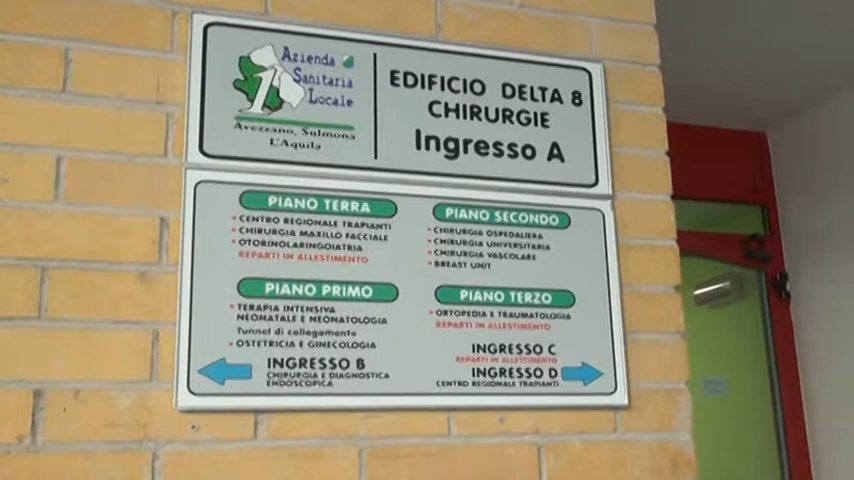 Azienda
Sanitaria
Locale
1
Avezzano, Sulmona
L'Aquila
EDIFICIO DELTA 8
CHIRURGIE
Ingresso A
PIANO TERRA
CENTRO REGIONALE TRAPIANTI
CHIRURGIA MAXILLO FACCIALE
OTORINOLARINGOIATRIA
REPARTI IN ALLESTIMENTO
PIANO PRIMO
TERAPIA INTENSIVA
NEONATALE E NEONATOLOGIA
Tunnel di collegamento
OSTETRICIA E GINECOLOGIA
INGRESSO B
CHIRURGIA E DIAGNOSTICA
ENDOSCOPICA
PIANO SECONDO
CHIRURGIA OSPEDALIERA
CHIRURGIA UNIVERSITARIA
CHIRURGIA VASCOLARE
BREAST UNIT
PIANO TERZO
ORTOPEDIA E TRAUMATOLOGIA
REPARTI IN ALLESTIMENTO
INGRESSO C
REPARTI IN ALLESTIMENTO
INGRESSO D
CENTRO REGIONALE TRAPIANTI